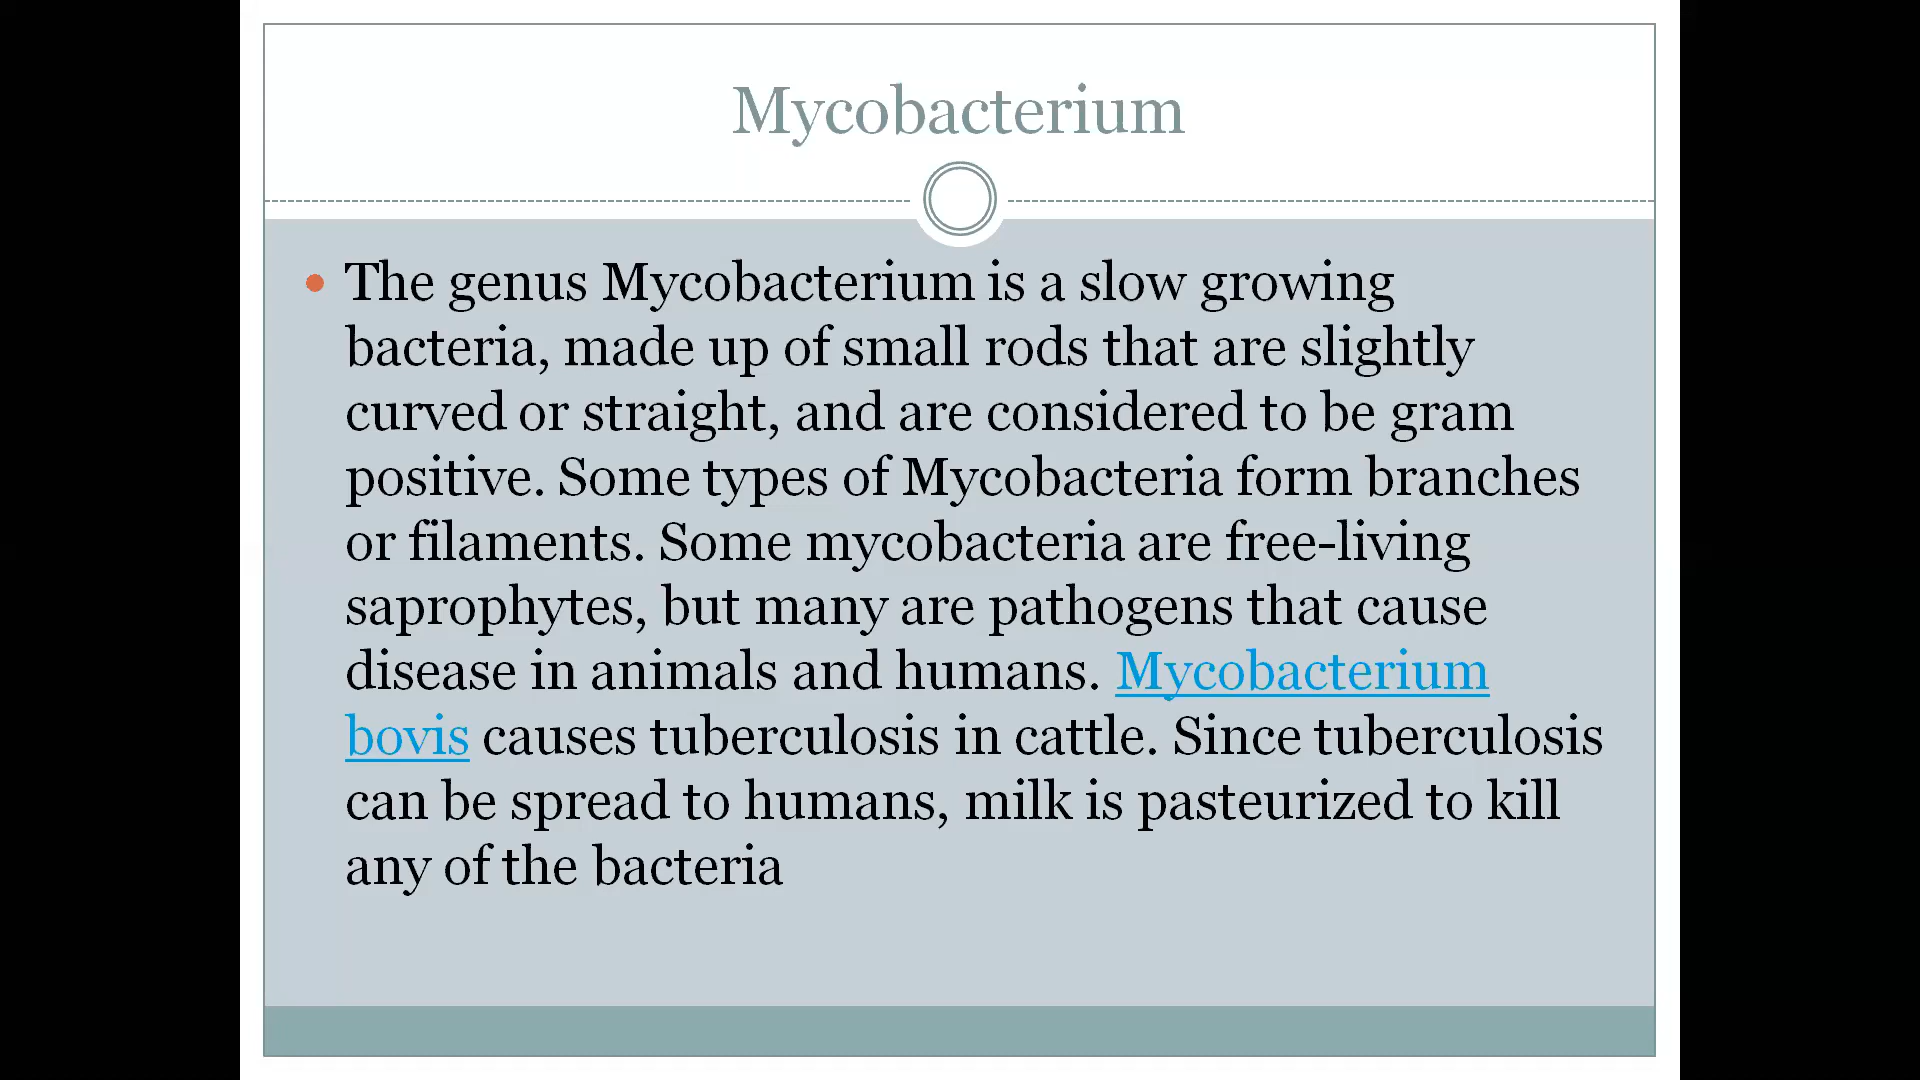 Mycobacterium
The genus Mycobacterium is a slow growing
bacteria, made up of small rods that are slightly
curved or straight, and are considered to be gram
positive. Some types of Mycobacteria form branches
or filaments. Some mycobacteria are free-living
saprophytes, but many are pathogens that cause
disease in animals and humans. Mycobacterium
bovis causes tuberculosis in cattle. Since tuberculosis
can be spread to humans, milk is pasteurized to kill
any of the bacteria